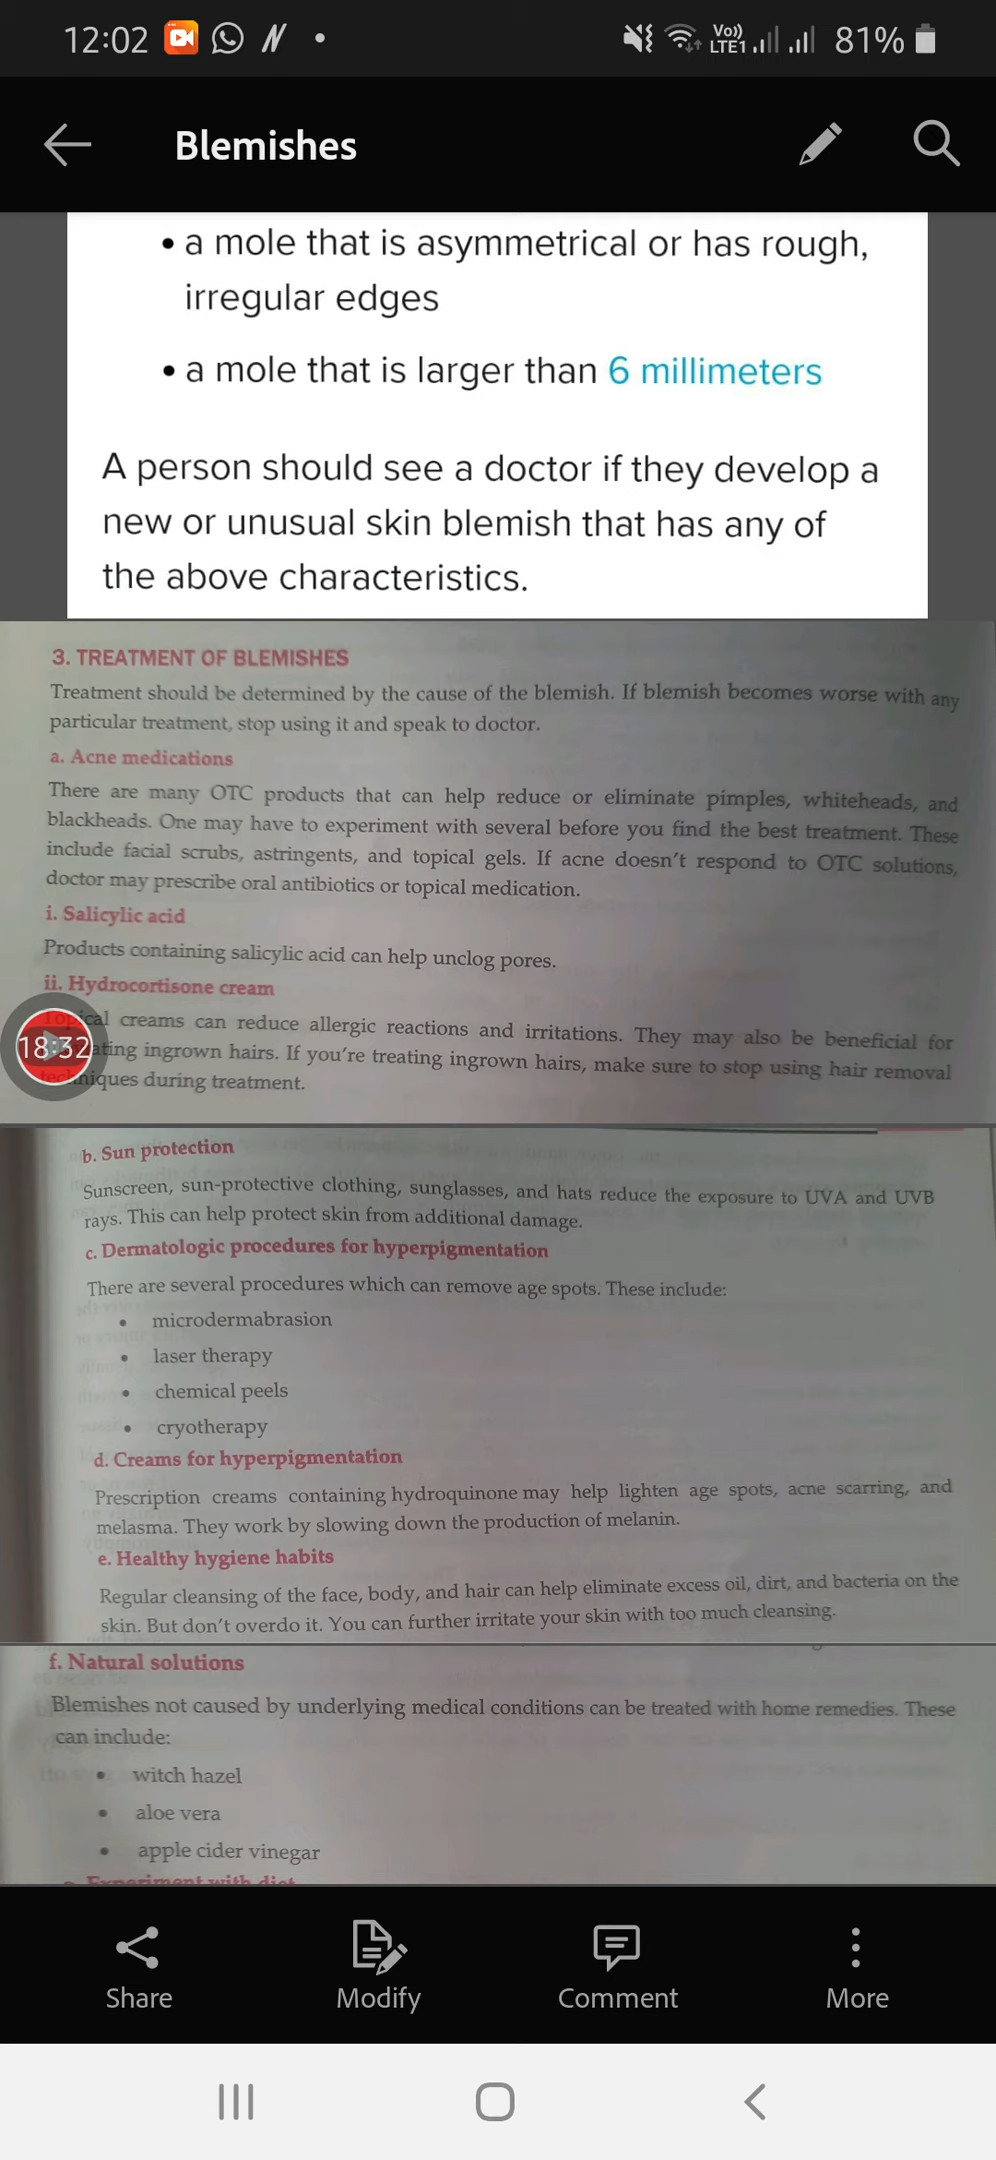 12:02
Vo))
LTE1
81%
Blemishes
• a mole that is asymmetrical or has rough,
irregular edges
• a mole that is larger than 6 millimeters
A person should see a doctor if they develop a
new or unusual skin blemish that has any of
the above characteristics.
3. TREATMENT OF BLEMISHES
Treatment should be determined by the cause of the blemish. If blemish becomes worse with any
particular treatment, stop using it and speak to doctor.
a. Acne medications
There are many OTC products that can help reduce or eliminate pimples, whiteheads, and
blackheads. One may have to experiment with several before you find the best treatment. These
include facial scrubs, astringents, and topical gels. If acne doesn't respond to OTC solutions,
doctor may prescribe oral antibiotics or topical medication.
i. Salicylic acid
Products containing salicylic acid can help unclog pores.
ii. Hydrocortisone cream
Topical creams can reduce allergic reactions and irritations. They may also be beneficial for
18:32
ating ingrown hairs. If you're treating ingrown hairs, make sure to stop using hair removal
techniques during treatment.
b. Sun protection
Sunscreen, sun-protective clothing, sunglasses, and hats reduce the exposure to UVA and UVB
rays. This can help protect skin from additional damage.
c. Dermatologic procedures for hyperpigmentation
There are several procedures which can remove age spots. These include:
• microdermabrasion
• laser therapy
• chemical peels
• cryotherapy
d. Creams for hyperpigmentation
Prescription creams containing hydroquinone may help lighten age spots, acne scarring, and
melasma. They work by slowing down the production of melanin.
e. Healthy hygiene habits
Regular cleansing of the face, body, and hair can help eliminate excess oil, dirt, and bacteria on the
skin. But don't overdo it. You can further irritate your skin with too much cleansing.
f. Natural solutions
Blemishes not caused by underlying medical conditions can be treated with home remedies. These
can include:
• witch hazel
• aloe vera
• apple cider vinegar
Experiment with diet
Share
Modify
Comment
More